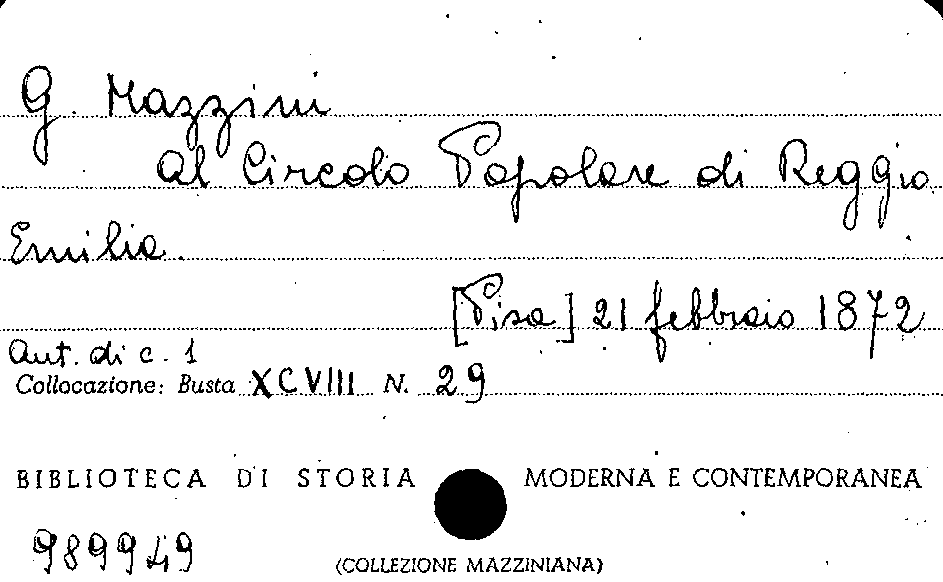 G. Mazzini
al Circolo Popolare di Reggio
Emilia.
[Pisa] 21 febbraio 1872
Aut. di c. 1
Collocazione: Busta XCVIII N. 29
BIBLIOTECA DI STORIA MODERNA E CONTEMPORANEA
989949
(COLLEZIONE MAZZINIANA)